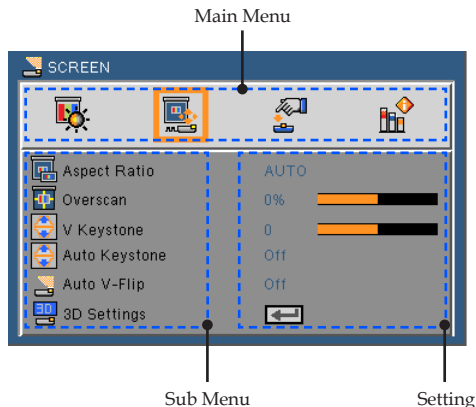 Main Menu
SCREEN
Aspect Ratio AUTO
Overscan 0%
V Keystone 0
Auto Keystone Off
Auto V-Flip Off
3D 3D Settings
Sub Menu Setting